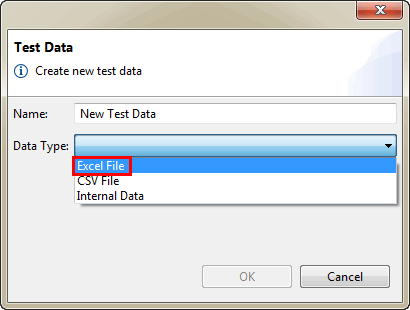 Test Data
Create new test data
Name: New Test Data
Data Type:
Excel File
CSV File
Internal Data
OK Cancel